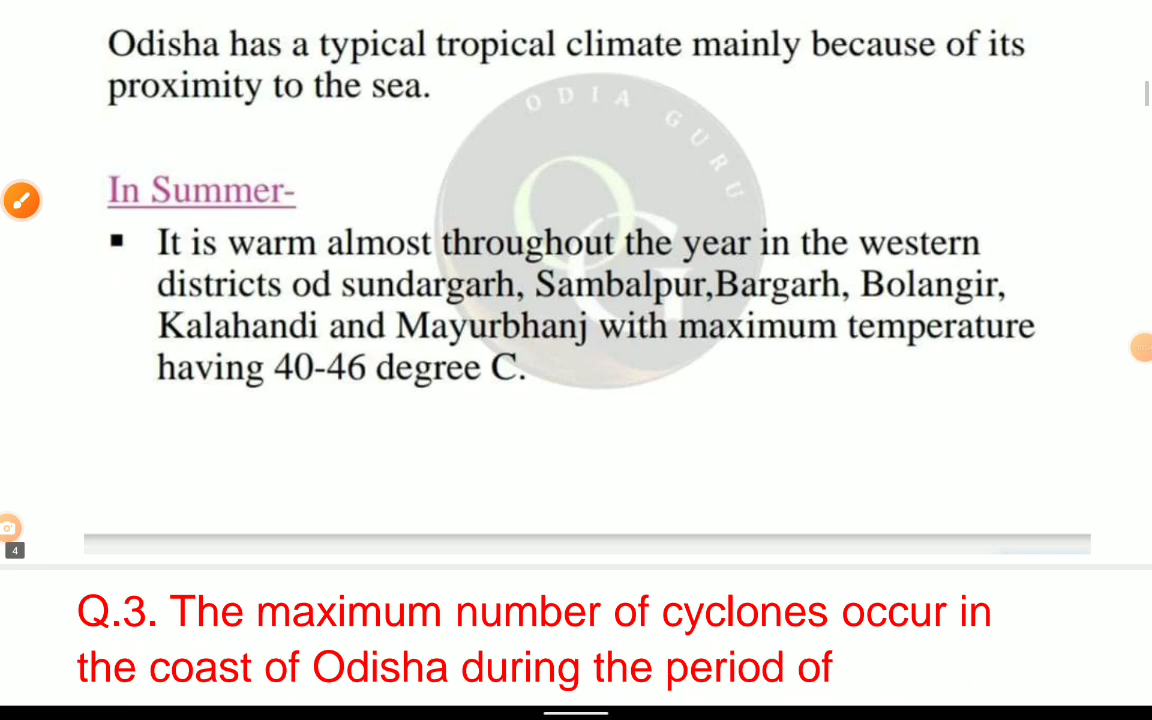 Odisha has a typical tropical climate mainly because of its
proximity to the sea.
ODIA GURU
In Summer-
▪ It is warm almost throughout the year in the western
districts od sundargarh, Sambalpur,Bargarh, Bolangir,
Kalahandi and Mayurbhanj with maximum temperature
having 40-46 degree C.
4
Q.3. The maximum number of cyclones occur in
the coast of Odisha during the period of